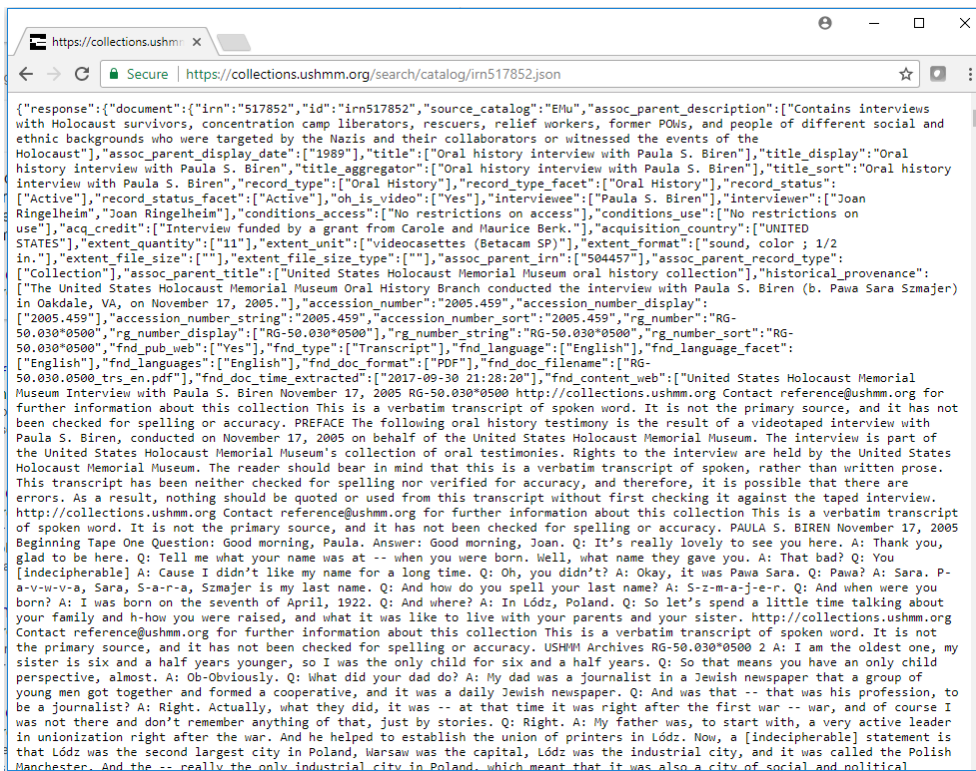 https://collections.ushmm
Secure | https://collections.ushmm.org/search/catalog/irn517852.json
{"response":{"document":{"irn":"517852","id":"irn517852","source_catalog":"EMu","assoc_parent_description":["Contains interviews
with Holocaust survivors, concentration camp liberators, rescuers, relief workers, former POWs, and people of different social and
ethnic backgrounds who were targeted by the Nazis and their collaborators or witnessed the events of the
Holocaust"],"assoc_parent_display_date":["1989"],"title":["Oral history interview with Paula S. Biren"],"title_display":"Oral
history interview with Paula S. Biren","title_aggregator":["Oral history interview with Paula S. Biren"],"title_sort":"Oral history
interview with Paula S. Biren","record_type":["Oral History"],"record_type_facet":["Oral History"],"record_status":
["Active"],"record_status_facet":["Active"],"oh_is_video":["Yes"],"interviewee":["Paula S. Biren"],"interviewer":["Joan
Ringelheim","Joan Ringelheim"],"conditions_access":["No restrictions on access"],"conditions_use":["No restrictions on
use"],"acq_credit":["Interview funded by a grant from Carole and Maurice Berk."],"acquisition_country":["UNITED
STATES"],"extent_quantity":["11"],"extent_unit":["videocasettes (Betacam SP)"],"extent_format":["sound, color ; 1/2
in."],"extent_file_size":[""],"extent_file_size_type":[""],"assoc_parent_irn":["504457"],"assoc_parent_record_type":
["Collection"],"assoc_parent_title":["United States Holocaust Memorial Museum oral history collection"],"historical_provenance":
["The United States Holocaust Memorial Museum Oral History Branch conducted the interview with Paula S. Biren (b. Pawa Sara Szmajer)
in Oakdale, VA, on November 17, 2005."],"accession_number":"2005.459","accession_number_display":
["2005.459"],"accession_number_string":"2005.459","accession_number_sort":"2005.459","rg_number":"RG-
50.030*0500","rg_number_display":["RG-50.030*0500"],"rg_number_string":"RG-50.030*0500","rg_number_sort":"RG-
50.030*0500","fnd_pub_web":["Yes"],"fnd_type":["Transcript"],"fnd_language":["English"],"fnd_language_facet":
["English"],"fnd_languages":["English"],"fnd_doc_format":["PDF"],"fnd_doc_filename":["RG-
50.030.0500_trs_en.pdf"],"fnd_doc_time_extracted":["2017-09-30 21:28:20"],"fnd_content_web":["United States Holocaust Memorial
Museum Interview with Paula S. Biren November 17, 2005 RG-50.030*0500 http://collections.ushmm.org Contact reference@ushmm.org for
further information about this collection This is a verbatim transcript of spoken word. It is not the primary source, and it has not
been checked for spelling or accuracy. PREFACE The following oral history testimony is the result of a videotaped interview with
Paula S. Biren, conducted on November 17, 2005 on behalf of the United States Holocaust Memorial Museum. The interview is part of
the United States Holocaust Memorial Museum's collection of oral testimonies. Rights to the interview are held by the United States
Holocaust Memorial Museum. The reader should bear in mind that this is a verbatim transcript of spoken, rather than written prose.
This transcript has been neither checked for spelling nor verified for accuracy, and therefore, it is possible that there are
errors. As a result, nothing should be quoted or used from this transcript without first checking it against the taped interview.
http://collections.ushmm.org Contact reference@ushmm.org for further information about this collection This is a verbatim transcript
of spoken word. It is not the primary source, and it has not been checked for spelling or accuracy. PAULA S. BIREN November 17, 2005
Beginning Tape One Question: Good morning, Paula. Answer: Good morning, Joan. Q: It’s really lovely to see you here. A: Thank you,
glad to be here. Q: Tell me what your name was at -- when you were born. Well, what name they gave you. A: That bad? Q: You
[indecipherable] A: Cause I didn’t like my name for a long time. Q: Oh, you didn’t? A: Okay, it was Pawa Sara. Q: Pawa? A: Sara. P-
a-v-w-v-a, Sara, S-a-r-a, Szmajer is my last name. Q: And how do you spell your last name? A: S-z-m-a-j-e-r. Q: And when were you
born? A: I was born on the seventh of April, 1922. Q: And where? A: In Lódz, Poland. Q: So let’s spend a little time talking about
your family and h-how you were raised, and what it was like to live with your parents and your sister. http://collections.ushmm.org
Contact reference@ushmm.org for further information about this collection This is a verbatim transcript of spoken word. It is not
the primary source, and it has not been checked for spelling or accuracy. USHMM Archives RG-50.030*0500 2 A: I am the oldest one, my
sister is six and a half years younger, so I was the only child for six and a half years. Q: So that means you have an only child
perspective, almost. A: Ob-Obviously. Q: What did your dad do? A: My dad was a journalist in a Jewish newspaper that a group of
young men got together and formed a cooperative, and it was a daily Jewish newspaper. Q: And was that -- that was his profession, to
be a journalist? A: Right. Actually, what they did, it was -- at that time it was right after the first war -- war, and of course I
was not there and don’t remember anything of that, just by stories. Q: Right. A: My father was, to start with, a very active leader
in unionization right after the war. And he helped to establish the union of printers in Lódz. Now, a [indecipherable] statement is
that Lódz was the second largest city in Poland, Warsaw was the capital, Lódz was the industrial city, and it was called the Polish
Manchester. And the -- really the only industrial city in Poland, which meant that it was also a city of social and political